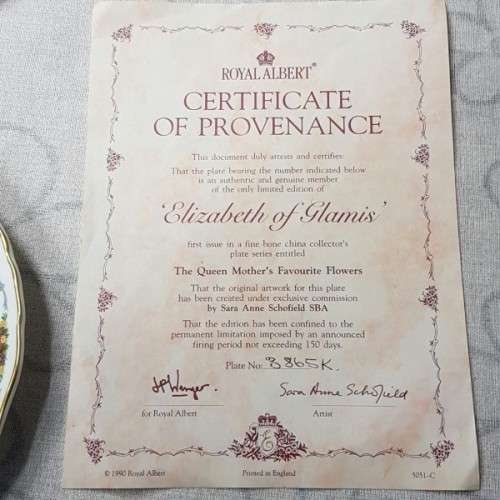 ROYAL ALBERT®
CERTIFICATE
OF PROVENANCE
This document duly attests and certifies:
That the plate bearing the number indicated below
is an authentic and genuine member
of the only limited edition of
'Elizabeth of Glamis'
first issue in a fine bone china collector's
plate series entitled
The Queen Mother's Favourite Flowers
That the original artwork for this plate
has been created under exclusive commission
by Sara Anne Schofield SBA
That the edition has been confined to the
permanent limitation imposed by an announced
firing period not exceeding 150 days.
Plate No: 3865K.
Sara Anne Schofield
for Royal Albert
Artist
E
© 1990 Royal Albert
Printed in England
5051-C